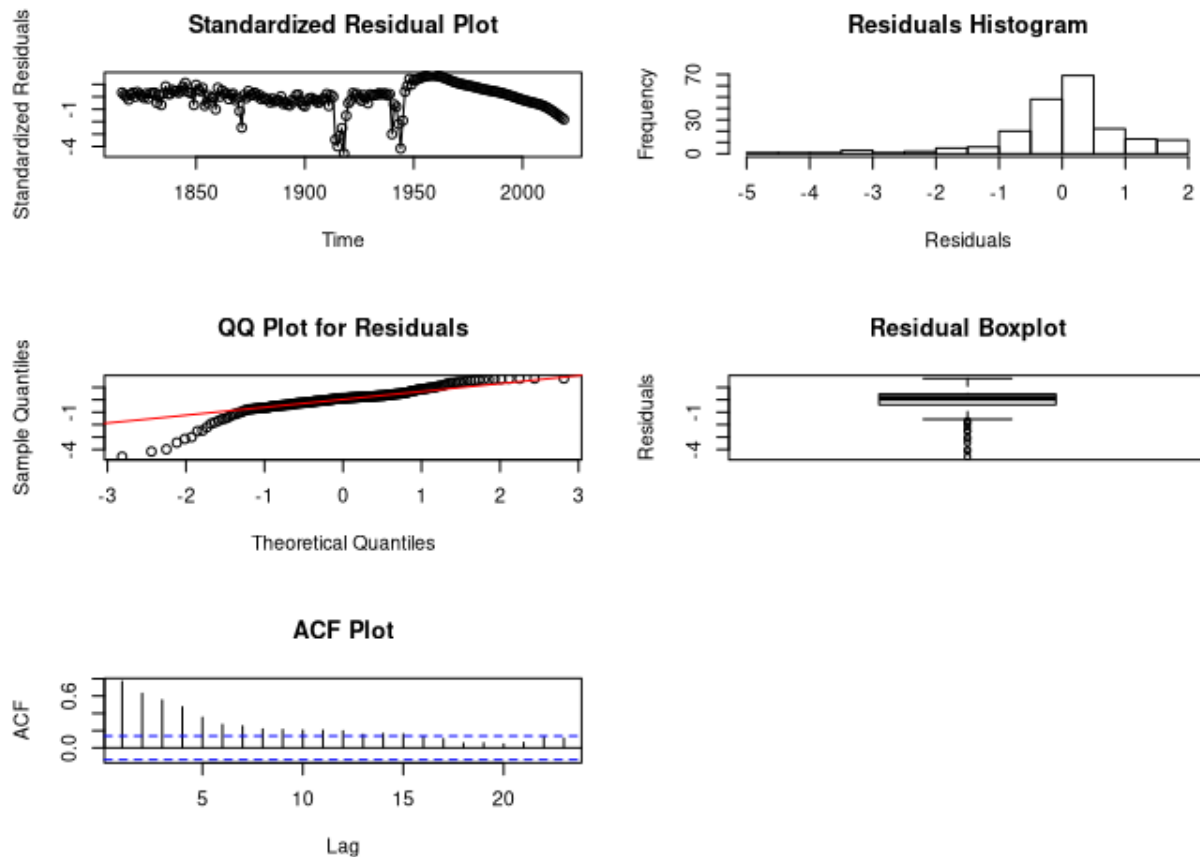 Standardized Residual Plot
Standardized Residuals
-1
-4
1850 1900 1950 2000
Time
Residuals Histogram
Frequency
70
30
0
-5 -4 -3 -2 -1 0 1 2
Residuals
QQ Plot for Residuals
Sample Quantiles
-1
-4
-3 -2 -1 0 1 2 3
Theoretical Quantiles
Residual Boxplot
Residuals
-1
-4
ACF Plot
ACF
0.6
0.0
5 10 15 20
Lag